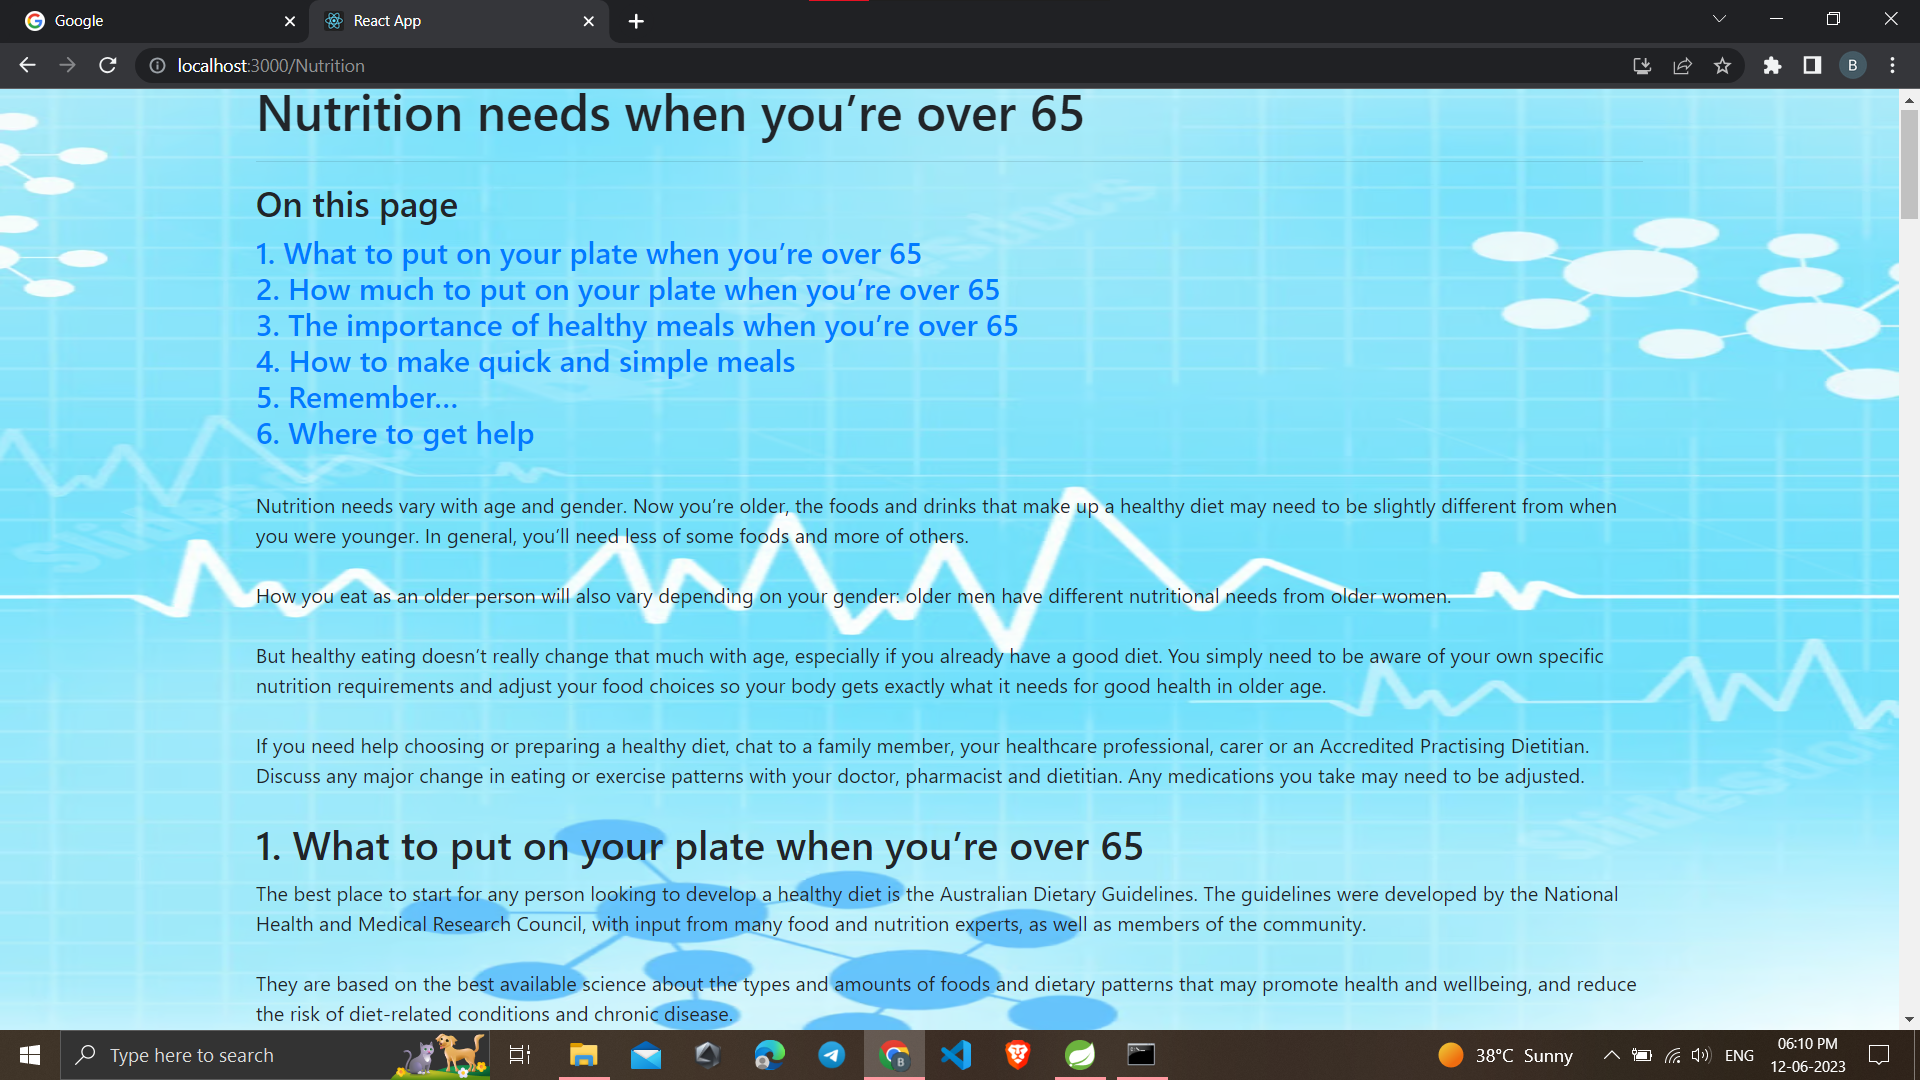 Google
React App
localhost:3000/Nutrition
B
Nutrition needs when you’re over 65
On this page
1. What to put on your plate when you’re over 65
2. How much to put on your plate when you’re over 65
3. The importance of healthy meals when you’re over 65
4. How to make quick and simple meals
5. Remember…
6. Where to get help
Nutrition needs vary with age and gender. Now you’re older, the foods and drinks that make up a healthy diet may need to be slightly different from when
you were younger. In general, you’ll need less of some foods and more of others.
How you eat as an older person will also vary depending on your gender: older men have different nutritional needs from older women.
But healthy eating doesn’t really change that much with age, especially if you already have a good diet. You simply need to be aware of your own specific
nutrition requirements and adjust your food choices so your body gets exactly what it needs for good health in older age.
If you need help choosing or preparing a healthy diet, chat to a family member, your healthcare professional, carer or an Accredited Practising Dietitian.
Discuss any major change in eating or exercise patterns with your doctor, pharmacist and dietitian. Any medications you take may need to be adjusted.
1. What to put on your plate when you’re over 65
The best place to start for any person looking to develop a healthy diet is the Australian Dietary Guidelines. The guidelines were developed by the National
Health and Medical Research Council, with input from many food and nutrition experts, as well as members of the community.
They are based on the best available science about the types and amounts of foods and dietary patterns that may promote health and wellbeing, and reduce
the risk of diet-related conditions and chronic disease.
Type here to search
B
38°C Sunny
ENG
06:10 PM
12-06-2023